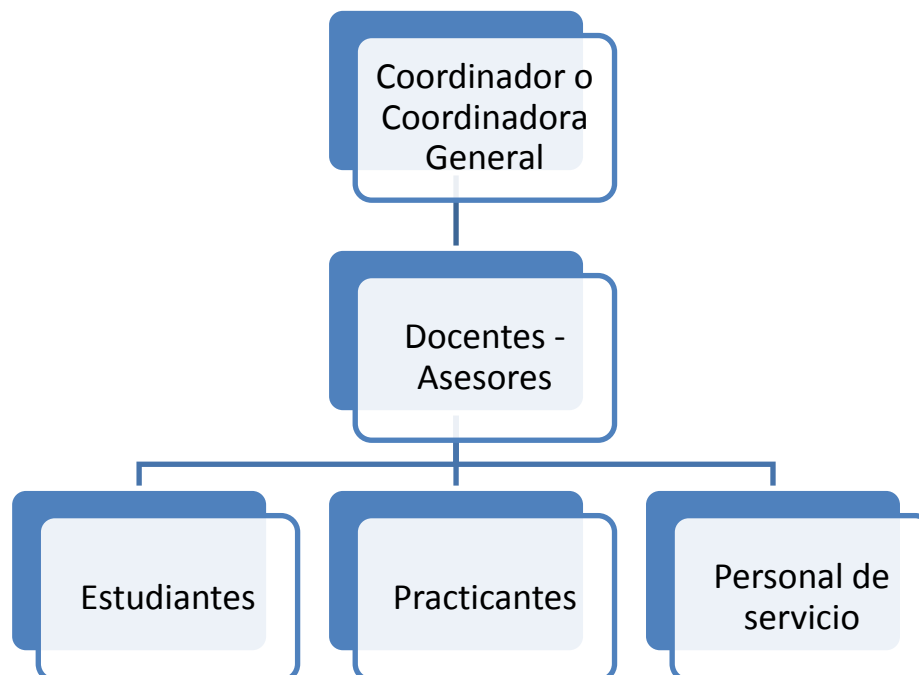 Coordinador o
Coordinadora
General
Docentes -
Asesores
Estudiantes
Practicantes
Personal de
servicio